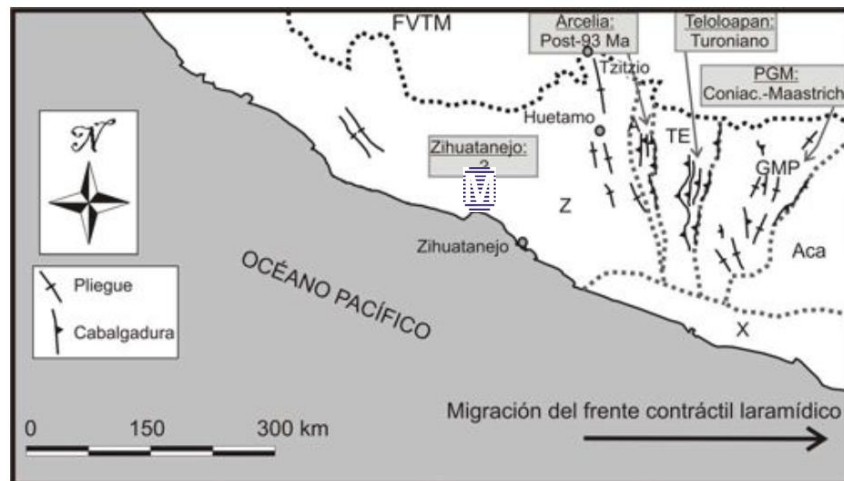 FVTM
Arcelia:
Post-93 Ma
Teloloapan:
Turoniano
Tzitzio
PGM:
Coniac.-Maastrich
N
Huetamo
TE
Zihuatanejo:
?
GMP
M
Z
Zihuatanejo
Aca
Pliegue
Cabalgadura
OCÉANO PACÍFICO
X
Migración del frente contráctil laramídico
0 150 300 km